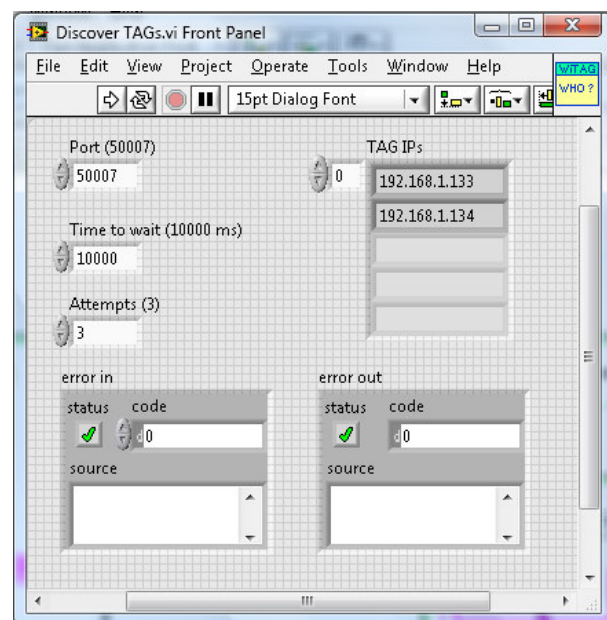 Discover TAGs.vi Front Panel
File Edit View Project Operate Tools Window Help
WiTAG
WHO ?
15pt Dialog Font
Port (50007)
50007
TAG IPs
0
192.168.1.133
192.168.1.134
Time to wait (10000 ms)
10000
Attempts (3)
3
error in
status code
d0
source
error out
status code
d0
source